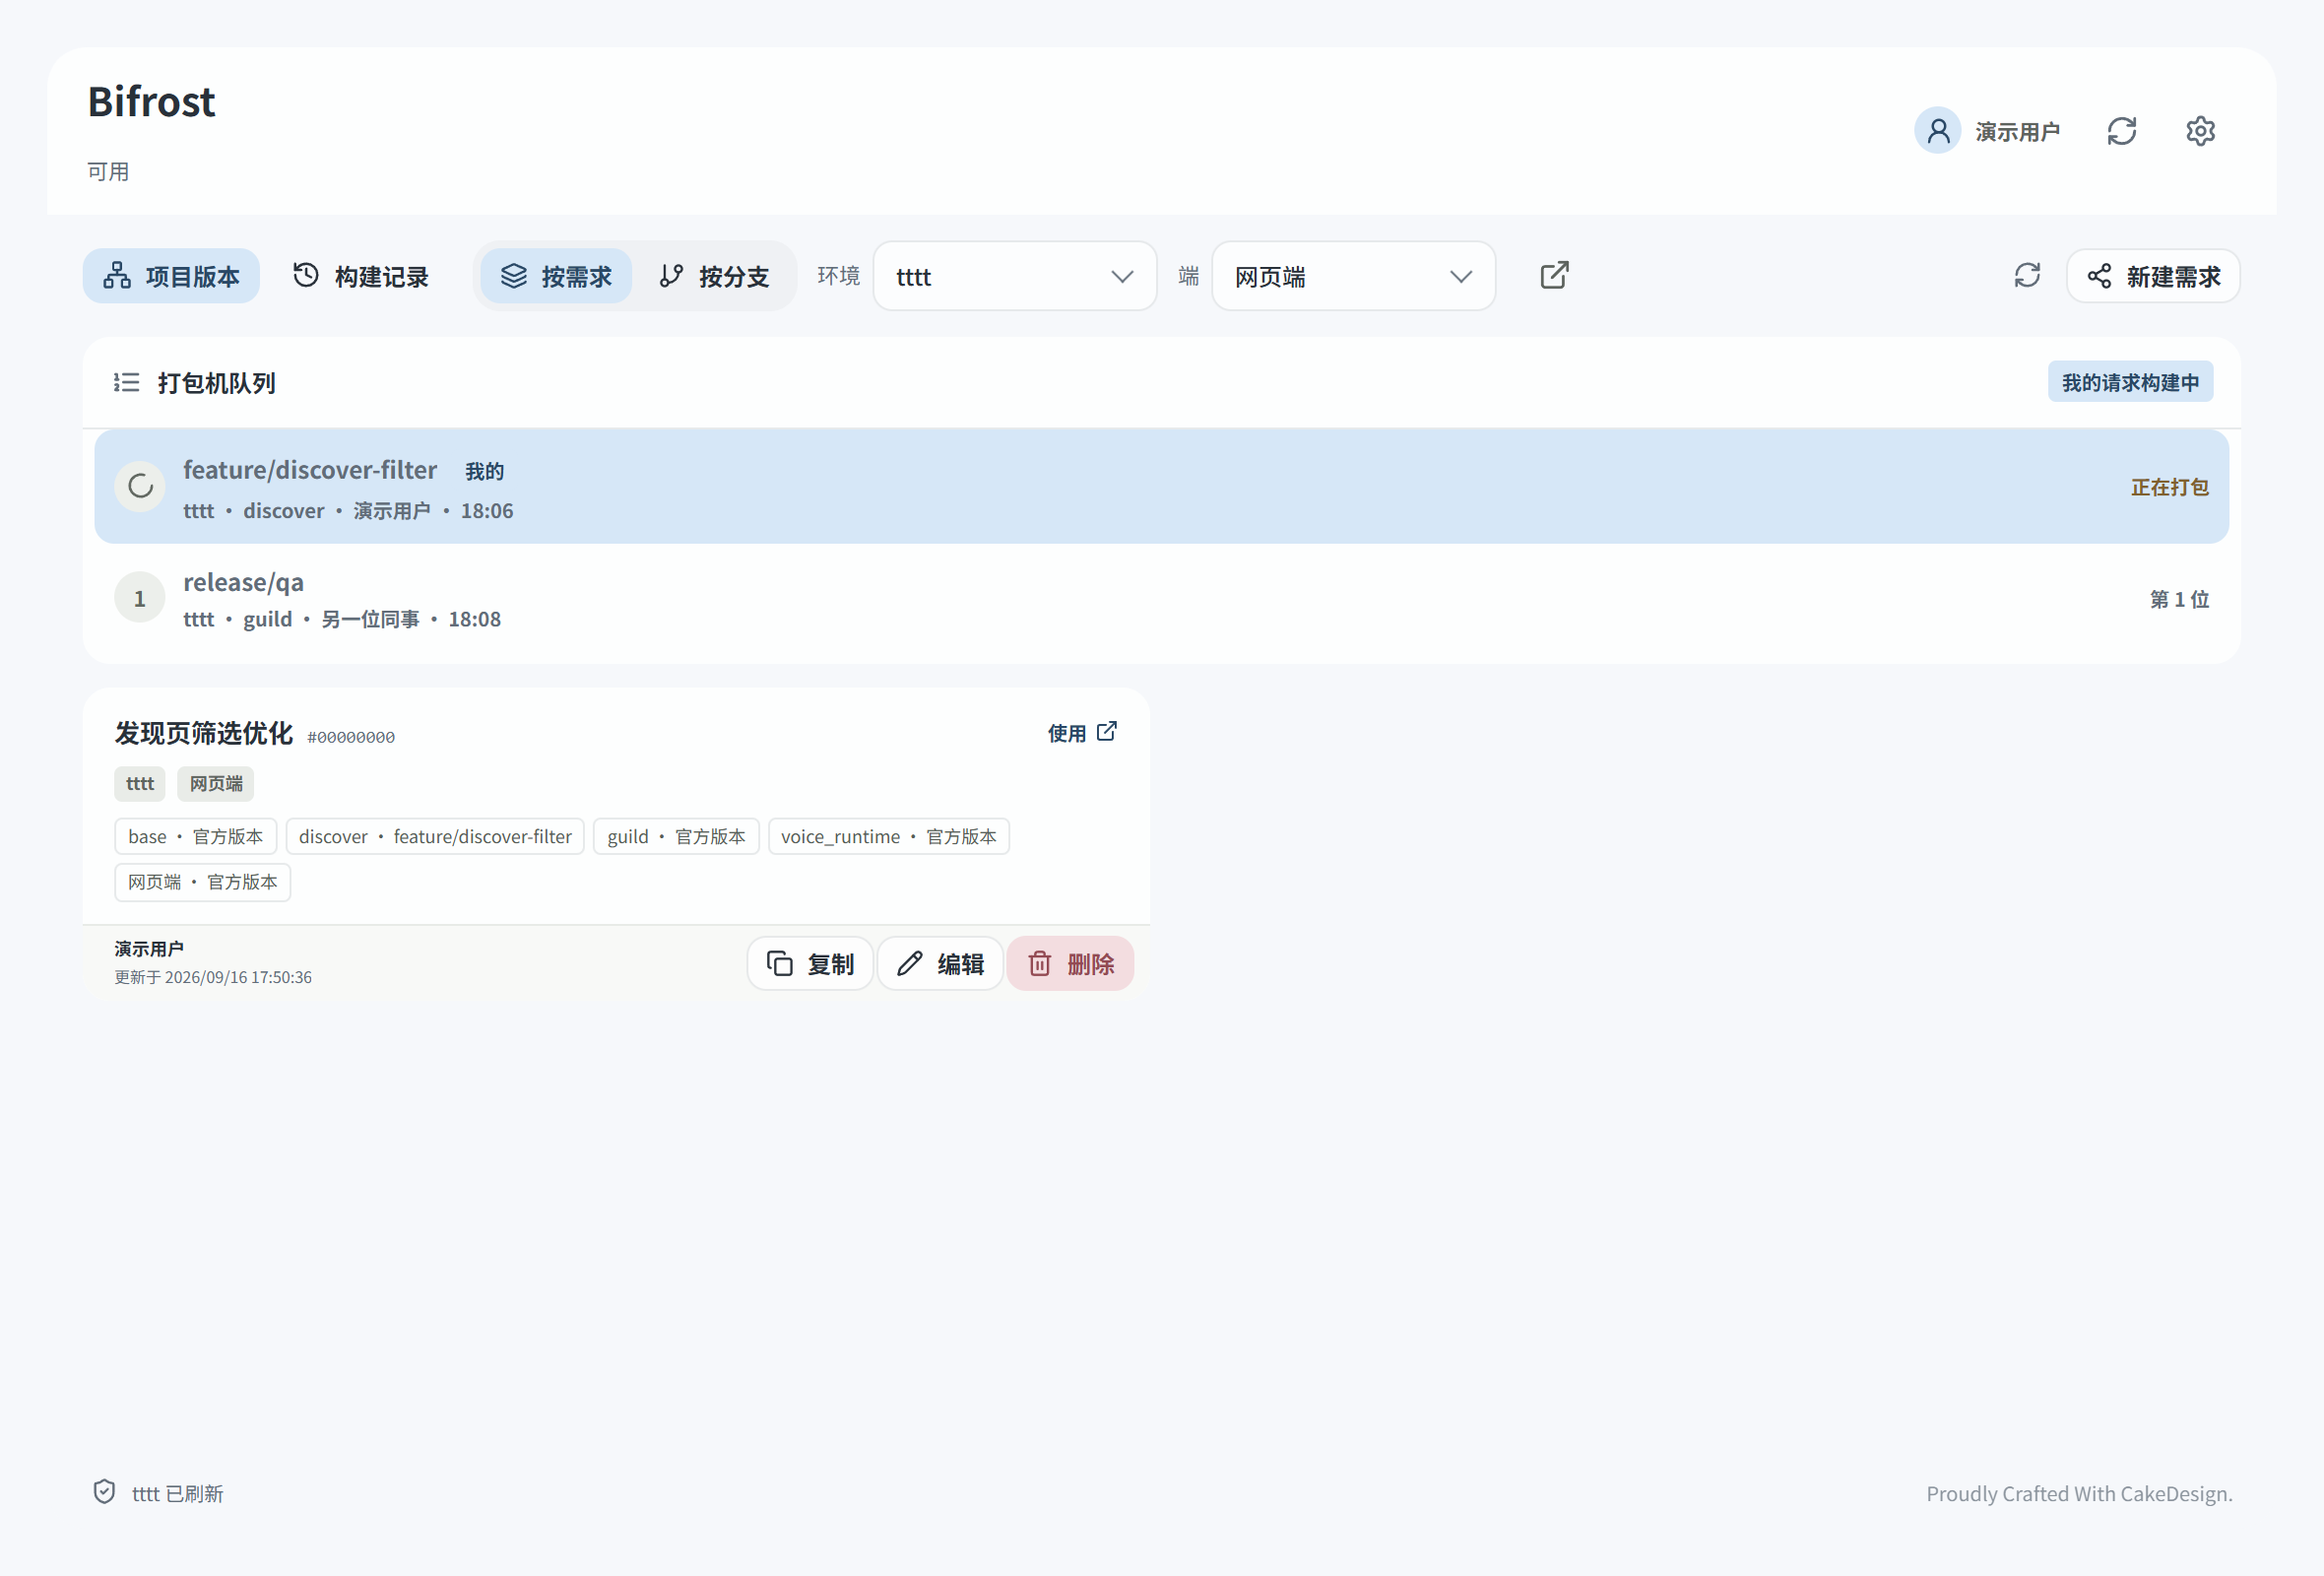 Bifrost
可用
演示用户
项目版本 构建记录 按需求 按分支 环境 tttt 端 网页端 新建需求
打包机队列 我的请求构建中
feature/discover-filter 我的
tttt • discover • 演示用户 • 18:06
正在打包
1 release/qa
tttt • guild • 另一位同事 • 18:08
第 1 位
发现页筛选优化 #00000000 使用
tttt 网页端
base • 官方版本 discover • feature/discover-filter guild • 官方版本 voice_runtime • 官方版本
网页端 • 官方版本
演示用户
更新于 2026/09/16 17:50:36
复制 编辑 删除
tttt 已刷新 Proudly Crafted With CakeDesign.